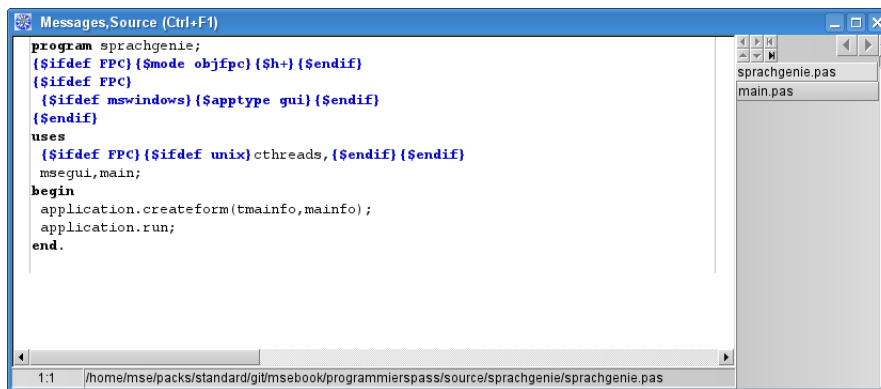 Messages,Source (Ctrl+F1)
program sprachgenie;
{$ifdef FPC}{$mode objfpc}{$h+}{$endif}
{$ifdef FPC}
 {$ifdef mswindows}{$apptype gui}{$endif}
{$endif}
uses
 {$ifdef FPC}{$ifdef unix}cthreads,{$endif}{$endif}
 msegui,main;
begin
 application.createform(tmainfo,mainfo);
 application.run;
end.
sprachgenie.pas
main.pas
1:1 /home/mse/packs/standard/git/msebook/programmierspass/source/sprachgenie/sprachgenie.pas